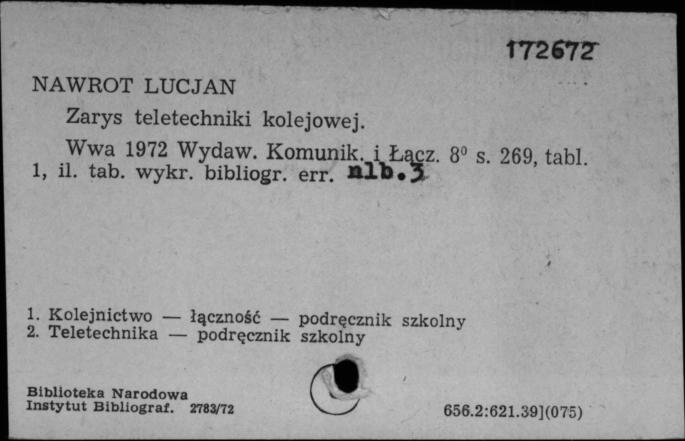 172672
NAWROT LUCJAN
Zarys teletechniki kolejowej.
Wwa 1972 Wydaw. Komunik. i Łącz. 8⁰ s. 269, tabl.
1, il. tab. wykr. bibliogr. err. nlb.3
1. Kolejnictwo — łączność — podręcznik szkolny
2. Teletechnika — podręcznik szkolny
Biblioteka Narodowa
Instytut Bibliograf. 2783/72
656.2:621.39](075)